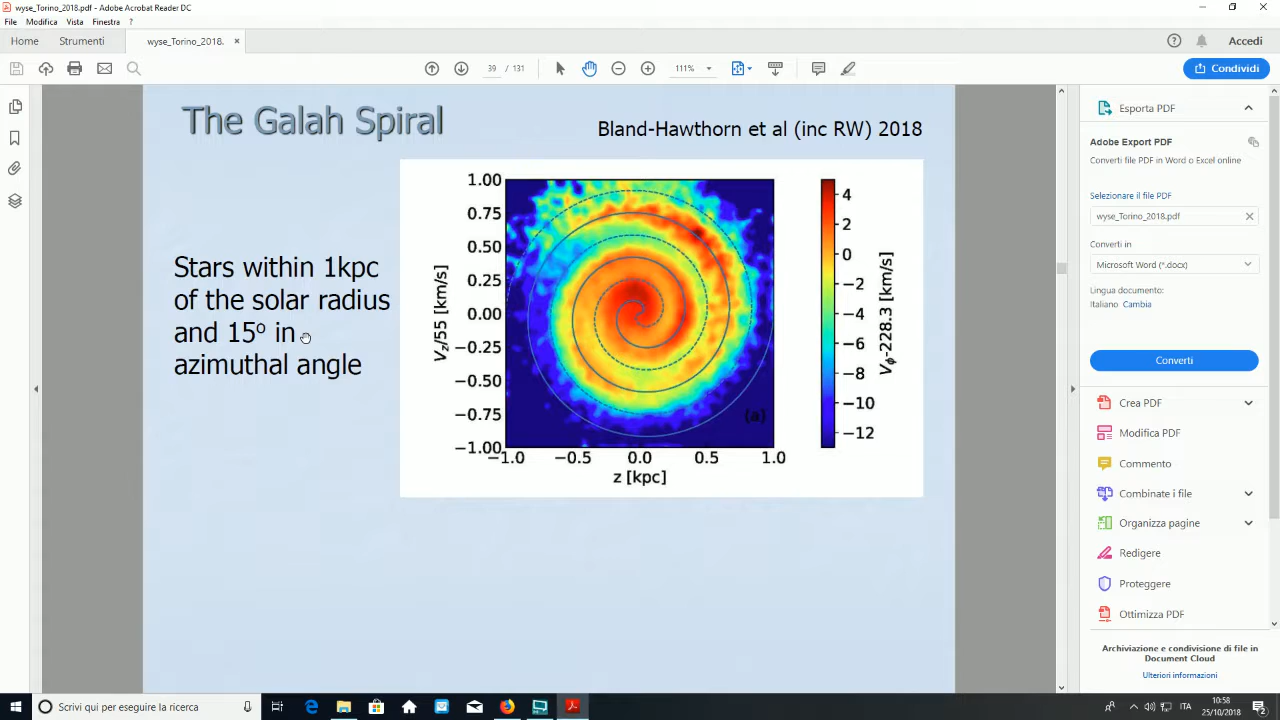 wyse_Torino_2018.pdf - Adobe Acrobat Reader DC
File Modifica Vista Finestra ?
Home Strumenti wyse_Torino_2018. × Accedi
39 / 131 111% Condividi
The Galah Spiral
Bland-Hawthorn et al (inc RW) 2018
Stars within 1kpc
of the solar radius
and 15º in
azimuthal angle
1.00
0.75
0.50
0.25
0.00
−0.25
−0.50
−0.75
−1.00
Vz/55 [km/s]
−1.0 −0.5 0.0 0.5 1.0
z [kpc]
(a)
4
2
0
−2
−4
−6
−8
−10
−12
Vϕ-228.3 [km/s]
Esporta PDF
Adobe Export PDF
Converti file PDF in Word o Excel online
Selezionare il file PDF
wyse_Torino_2018.pdf
Converti in
Microsoft Word (*.docx)
Lingua documento:
Italiano Cambia
Converti
Crea PDF
Modifica PDF
Commento
Combinate i file
Organizza pagine
Redigere
Proteggere
Ottimizza PDF
Archiviazione e condivisione di file in
Document Cloud
Ulteriori informazioni
Scrivi qui per eseguire la ricerca
ITA
10:58
25/10/2018
2